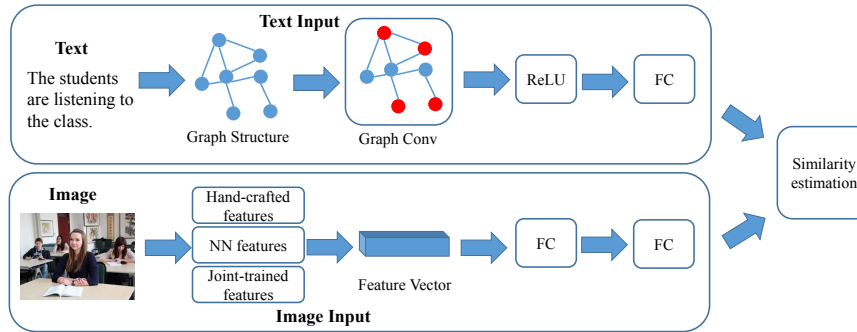 Text Input
Text
The students
are listening to
the class.
Graph Structure
Graph Conv
ReLU
FC
Similarity
estimation
Image
Hand-crafted
features
NN features
Joint-trained
features
Feature Vector
FC
FC
Image Input